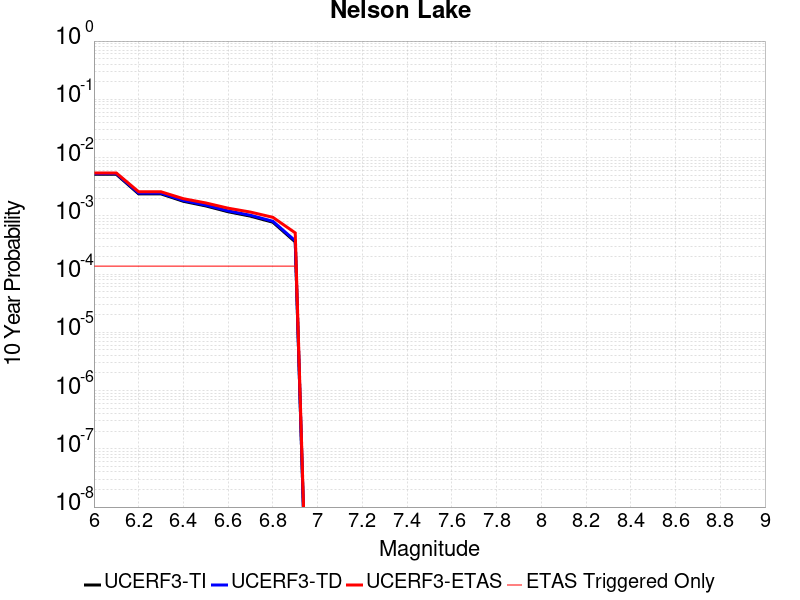 Nelson Lake
10^0
10^-1
10^-2
10^-3
10^-4
10^-5
10^-6
10^-7
10^-8
10 Year Probability
6 6.2 6.4 6.6 6.8 7 7.2 7.4 7.6 7.8 8 8.2 8.4 8.6 8.8 9
Magnitude
UCERF3-TI UCERF3-TD UCERF3-ETAS ETAS Triggered Only